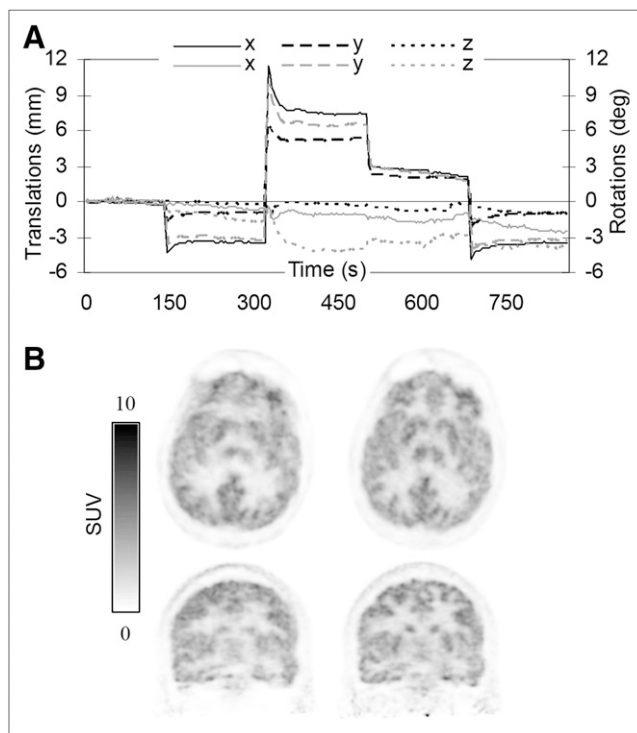 A
x y z
x y z
12 12
9 9
6 6
3 3
0 0
-3 -3
-6 -6
Translations (mm)
Rotations (deg)
Time (s)
0 150 300 450 600 750
B
10
SUV
0